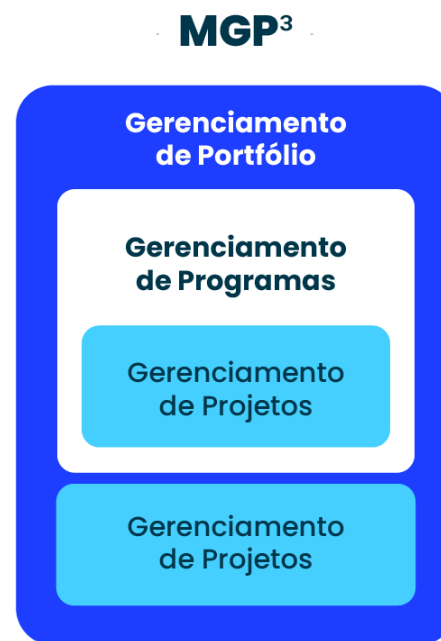 MGP³
Gerenciamento
de Portfólio
Gerenciamento
de Programas
Gerenciamento
de Projetos
Gerenciamento
de Projetos